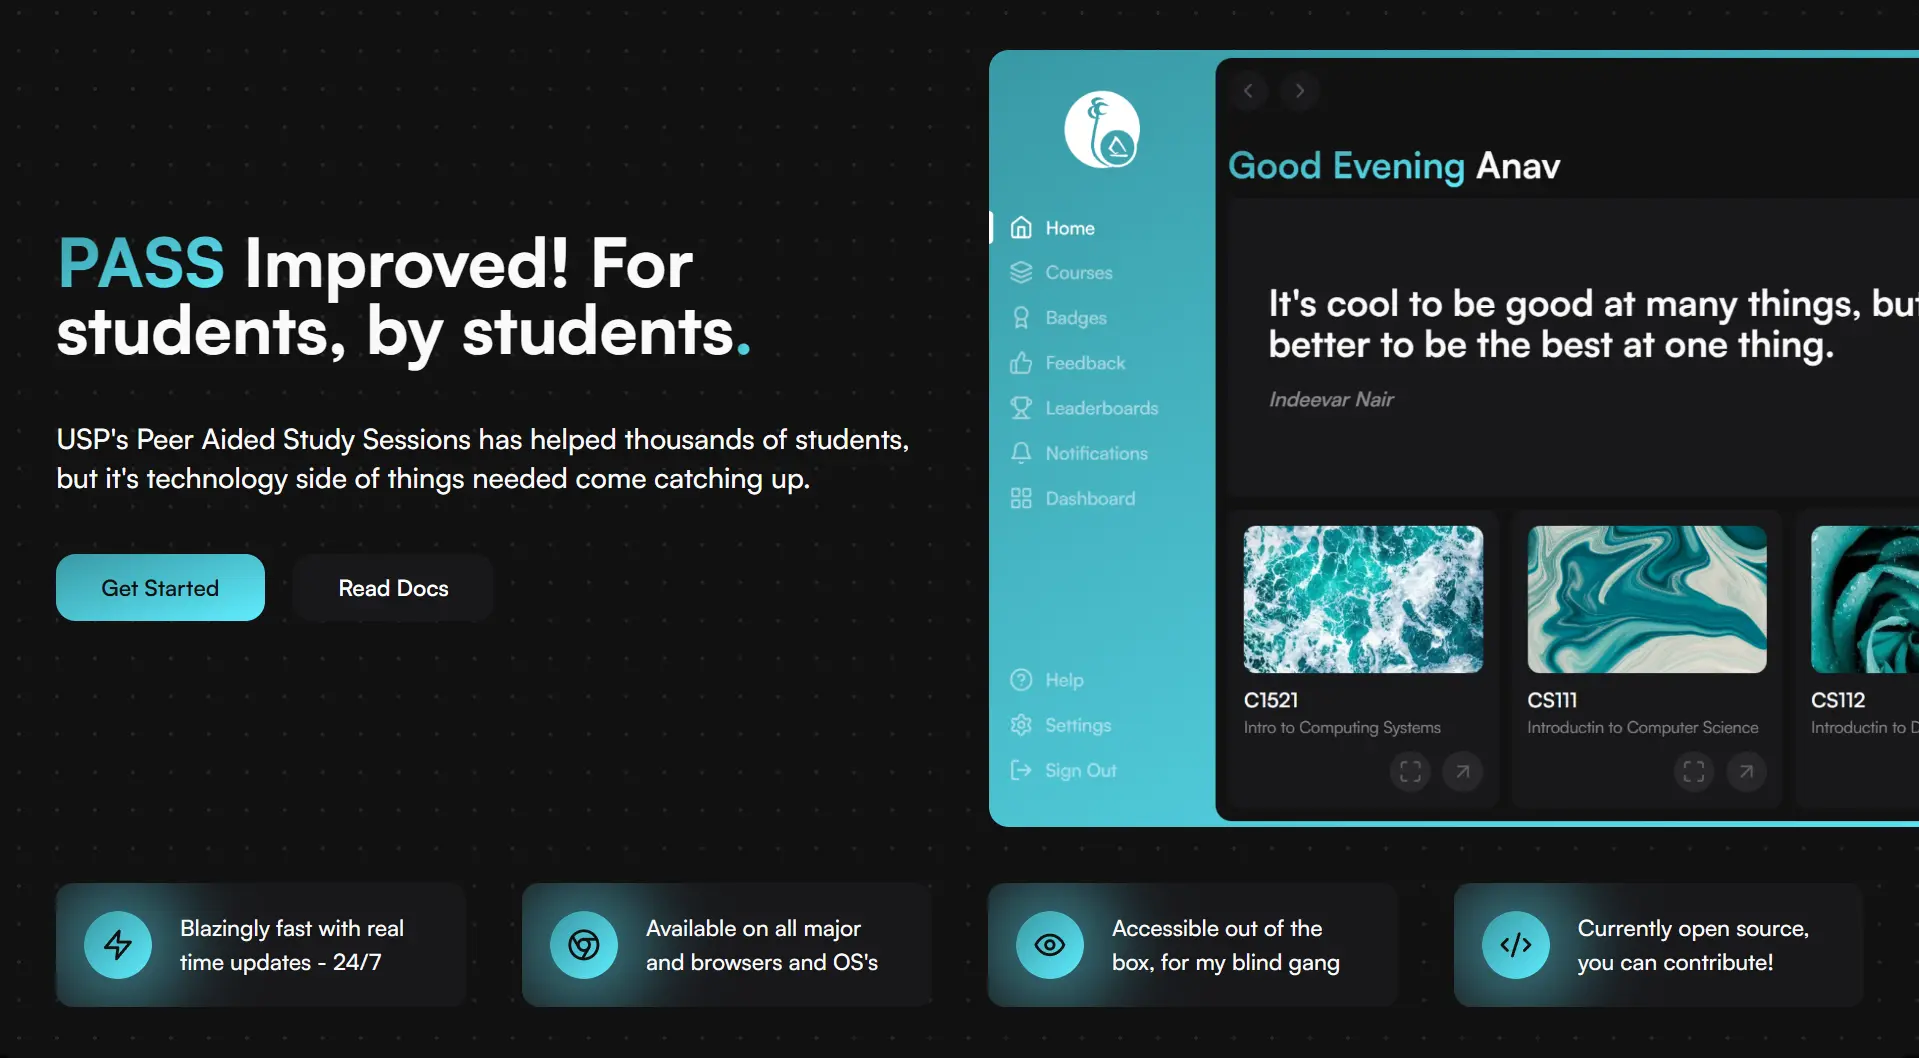 PASS Improved! For
students, by students.
USP's Peer Aided Study Sessions has helped thousands of students,
but it's technology side of things needed come catching up.
Get Started
Read Docs
Home
Courses
Badges
Feedback
Leaderboards
Notifications
Dashboard
Help
Settings
Sign Out
Good Evening Anav
It's cool to be good at many things, but
better to be the best at one thing.
Indeevar Nair
C1521
Intro to Computing Systems
CS111
Introductin to Computer Science
CS112
Introductin to
Blazingly fast with real
time updates - 24/7
Available on all major
and browsers and OS's
Accessible out of the
box, for my blind gang
Currently open source,
you can contribute!